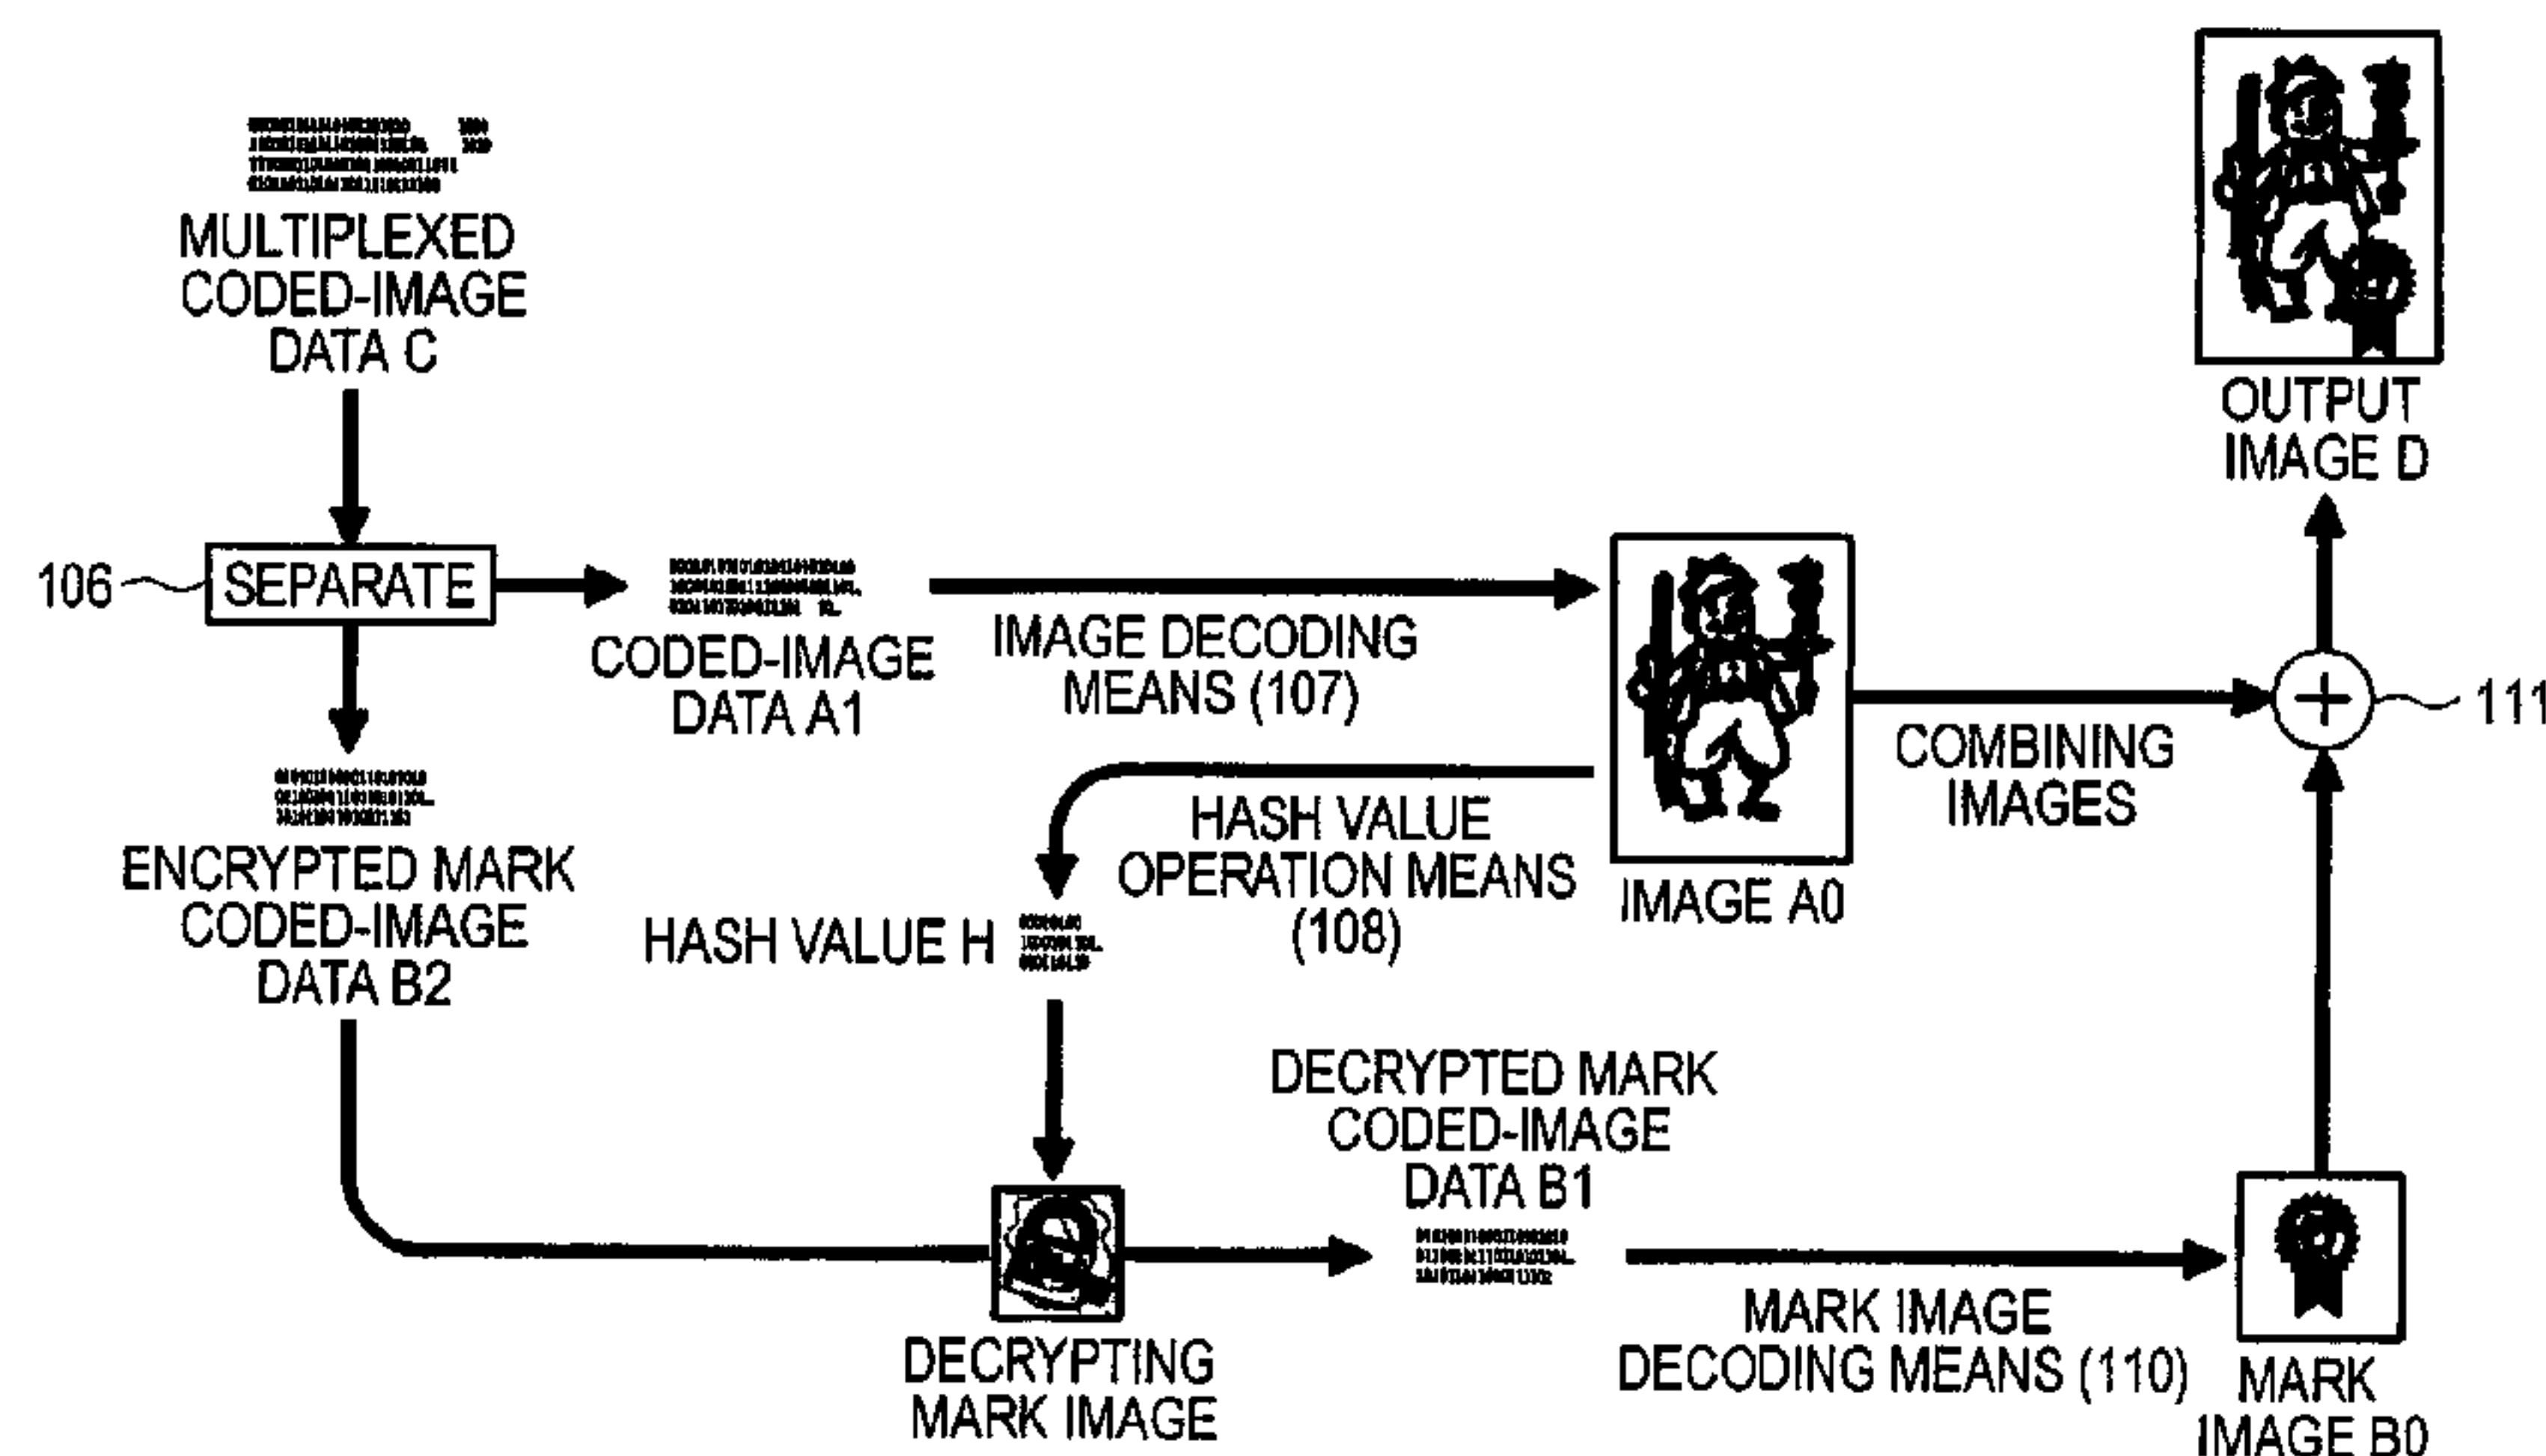 MULTIPLEXED
CODED-IMAGE
DATA C
OUTPUT
IMAGE D
106
SEPARATE
CODED-IMAGE
DATA A1
IMAGE DECODING
MEANS (107)
COMBINING
IMAGES
+
111
HASH VALUE
OPERATION MEANS
(108)
IMAGE A0
ENCRYPTED MARK
CODED-IMAGE
DATA B2
HASH VALUE H
DECRYPTED MARK
CODED-IMAGE
DATA B1
DECRYPTING
MARK IMAGE
MARK IMAGE
DECODING MEANS (110)
MARK
IMAGE B0